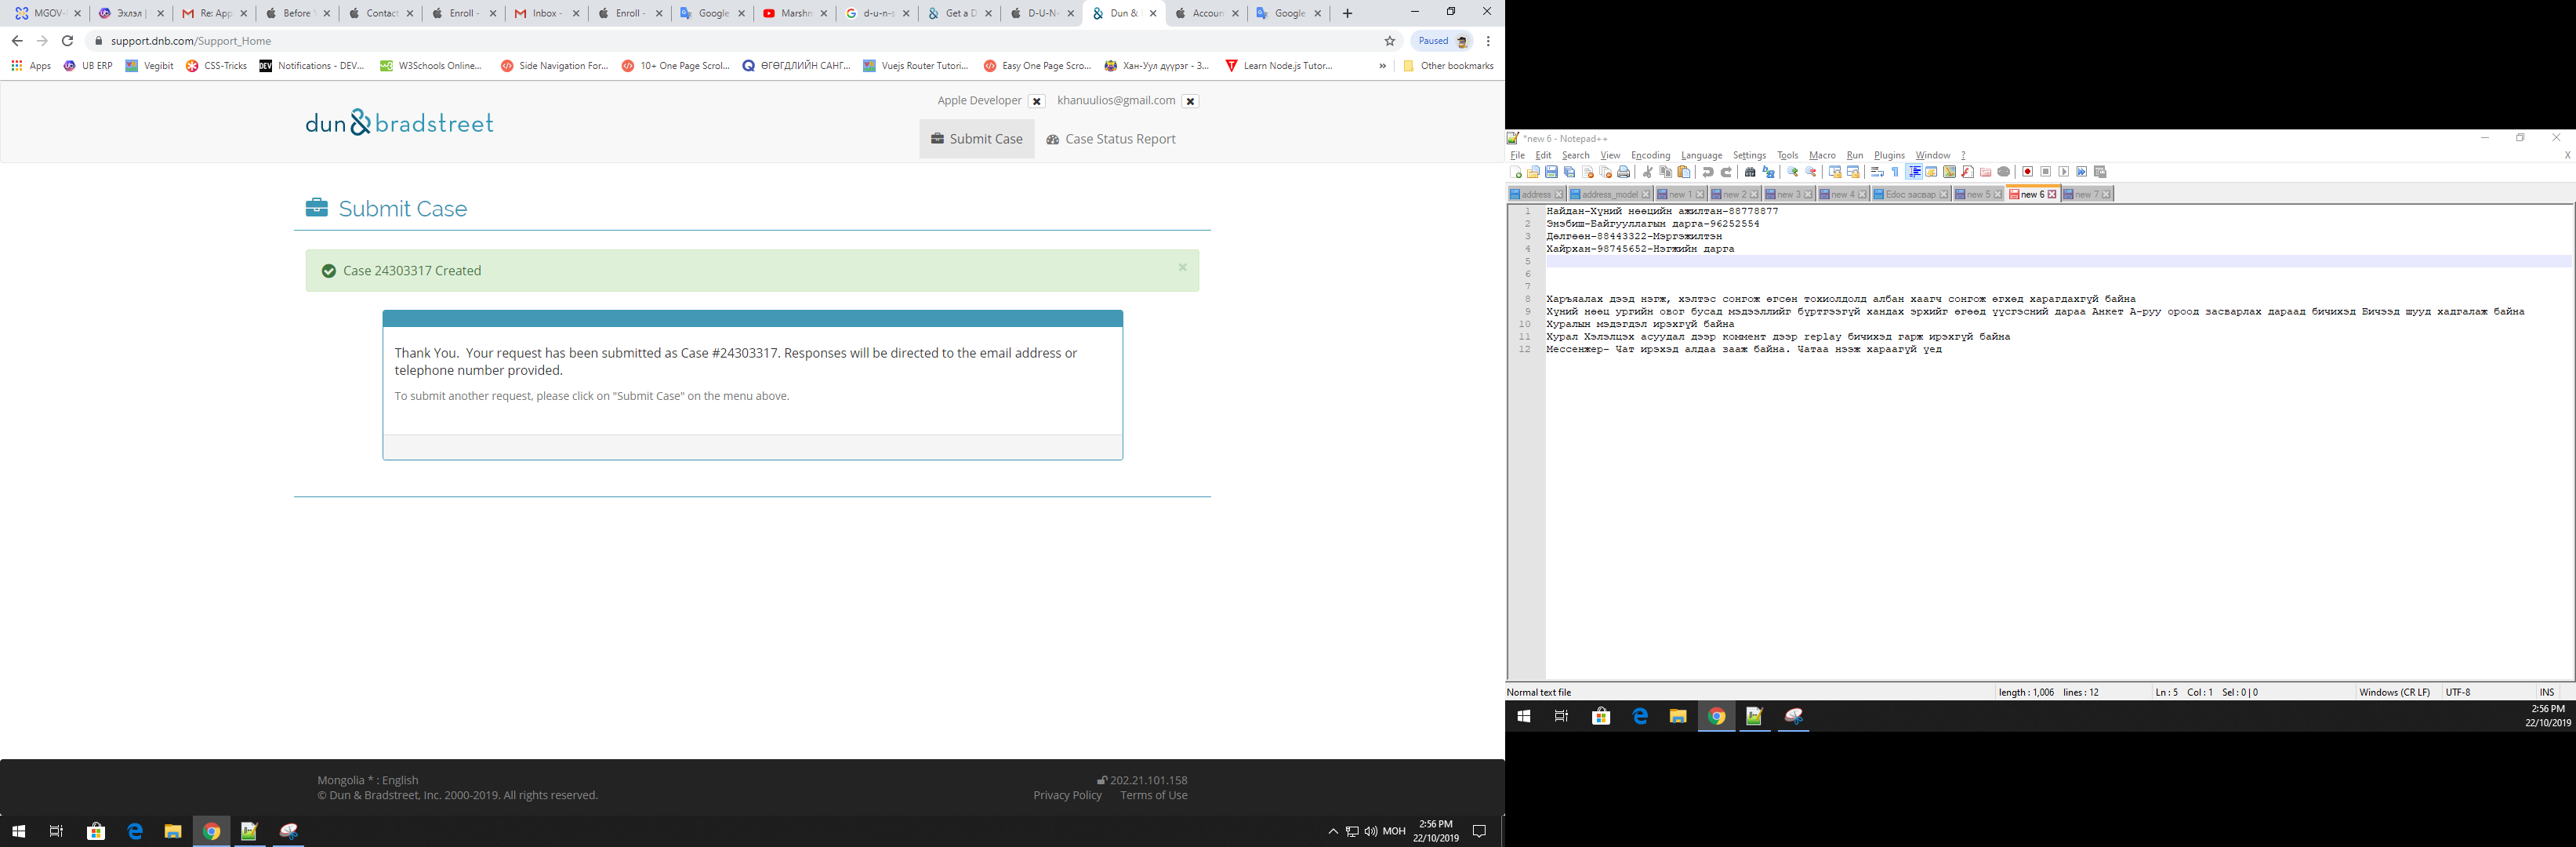 MGOV-
Эхлэл |
Re: App
Before
Contact
Enroll -
Inbox -
Enroll -
Google
Marshm
d-u-n-s
Get a D
D-U-N-
Dun &
Accoun
Google
support.dnb.com/Support_Home
Paused
Apps
UB ERP
Vegibit
CSS-Tricks
Notifications - DEV...
W3Schools Online...
Side Navigation For...
10+ One Page Scrol...
ӨГӨГДЛИЙН САНГ...
Vuejs Router Tutori...
Easy One Page Scro...
Хан-Уул дүүрэг - З...
Learn Node.js Tutor...
»
Other bookmarks
Apple Developer
khanuulios@gmail.com
dun & bradstreet
Submit Case
Case Status Report
Submit Case
Case 24303317 Created
Thank You. Your request has been submitted as Case #24303317. Responses will be directed to the email address or
telephone number provided.
To submit another request, please click on "Submit Case" on the menu above.
Mongolia * : English
202.21.101.158
© Dun & Bradstreet, Inc. 2000-2019. All rights reserved.
Privacy Policy
Terms of Use
MOH
2:56 PM
22/10/2019
*new 6 - Notepad++
File Edit Search View Encoding Language Settings Tools Macro Run Plugins Window ?
X
address
address_model
new 1
new 2
new 3
new 4
Edoc засвар
new 5
new 6
new 7
1 Найдан-Хүний нөөцийн ажилтан-88778877
2 Энэбиш-Байгууллагын дарга-96252554
3 Дөлгөөн-88443322-Мэргэжилтэн
4 Хайрхан-98745652-Нэгжийн дарга
5
6
7
8 Харъяалах дээд нэгж, хэлтэс сонгож өгсөн тохиолдолд албан хаагч сонгож өгхөд харагдахгүй байна
9 Хүний нөөц ургийн овог бусад мэдээллийг бүртгээгүй хандах эрхийг өгөөд үүсгэсний дараа Анкет А-руу ороод засварлах дараад бичихэд Бичээд шууд хадгалаж байна
10 Хуралын мэдэгдэл ирэхгүй байна
11 Хурал Хэлэлцэх асуудал дээр коммент дээр replay бичихэд гарж ирэхгүй байна
12 Мессенжер- Чат ирэхэд алдаа зааж байна. Чатаа нээж хараагүй үед
Normal text file
length : 1,006 lines : 12
Ln : 5 Col : 1 Sel : 0 | 0
Windows (CR LF)
UTF-8
INS
2:56 PM
22/10/2019